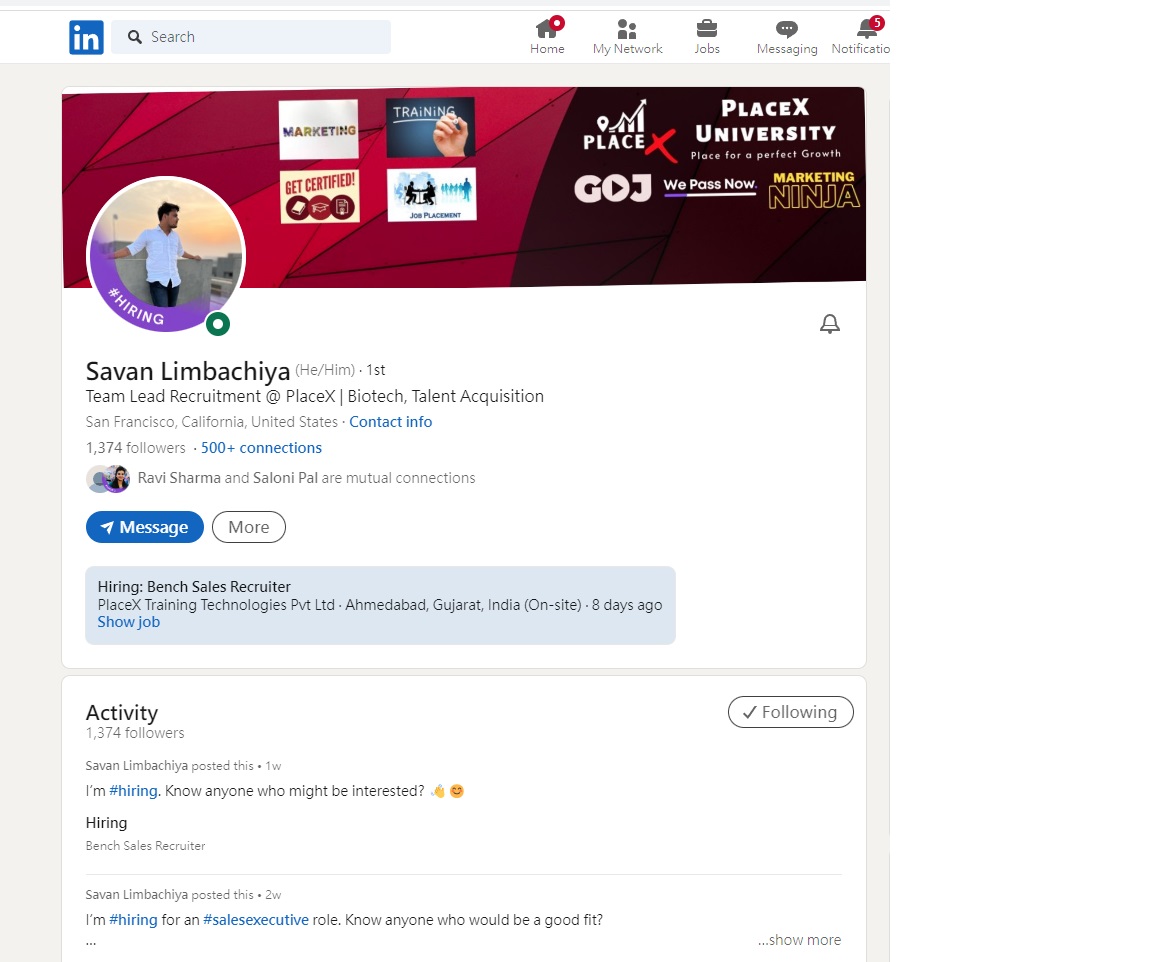 in Search
Home
My Network
Jobs
Messaging
5
Notificatio
MARKETING
TRAiNiNG
GET CERTIFIED!
JOB PLACEMENT
PLACE X
PLACEX
UNIVERSITY
Place for a perfect Growth
GOJ
We Pass Now.
MARKETING
NINJA
#HIRING
Savan Limbachiya (He/Him) · 1st
Team Lead Recruitment @ PlaceX | Biotech, Talent Acquisition
San Francisco, California, United States · Contact info
1,374 followers · 500+ connections
Ravi Sharma and Saloni Pal are mutual connections
Message
More
Hiring: Bench Sales Recruiter
PlaceX Training Technologies Pvt Ltd · Ahmedabad, Gujarat, India (On-site) · 8 days ago
Show job
Activity
Following
1,374 followers
Savan Limbachiya posted this • 1w
I'm #hiring. Know anyone who might be interested? 👋 😊
Hiring
Bench Sales Recruiter
Savan Limbachiya posted this • 2w
I'm #hiring for an #salesexecutive role. Know anyone who would be a good fit?
...
...show more